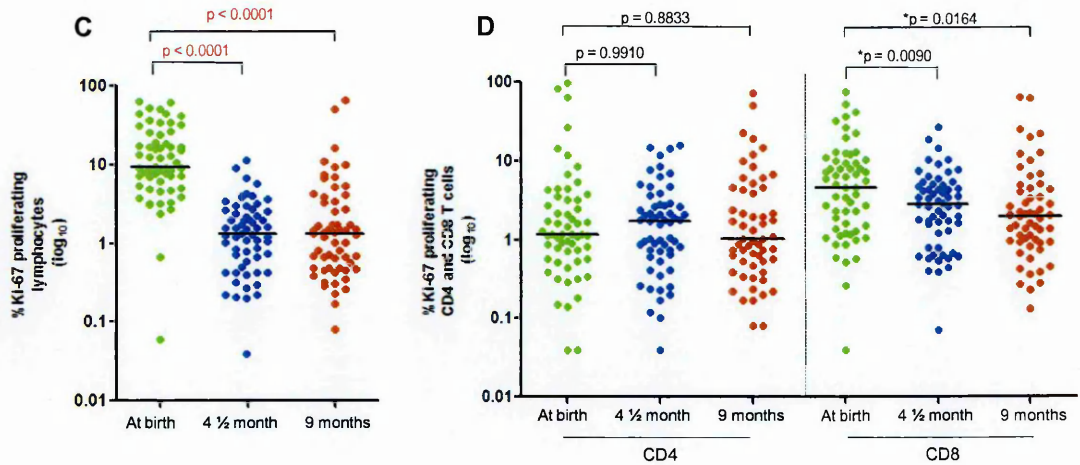 C
p < 0.0001
p < 0.0001
%Ki-67 proliferating
lymphocytes
(log10)
100
10
1
0.1
0.01
At birth
4 ½ month
9 months
D
p = 0.8833
p = 0.9910
*p = 0.0164
*p = 0.0090
%Ki-67 proliferating
CD4 and CD8 T cells
(log10)
100
10
1
0.1
0.01
At birth
4 ½ month
9 months
At birth
4 ½ month
9 months
CD4
CD8